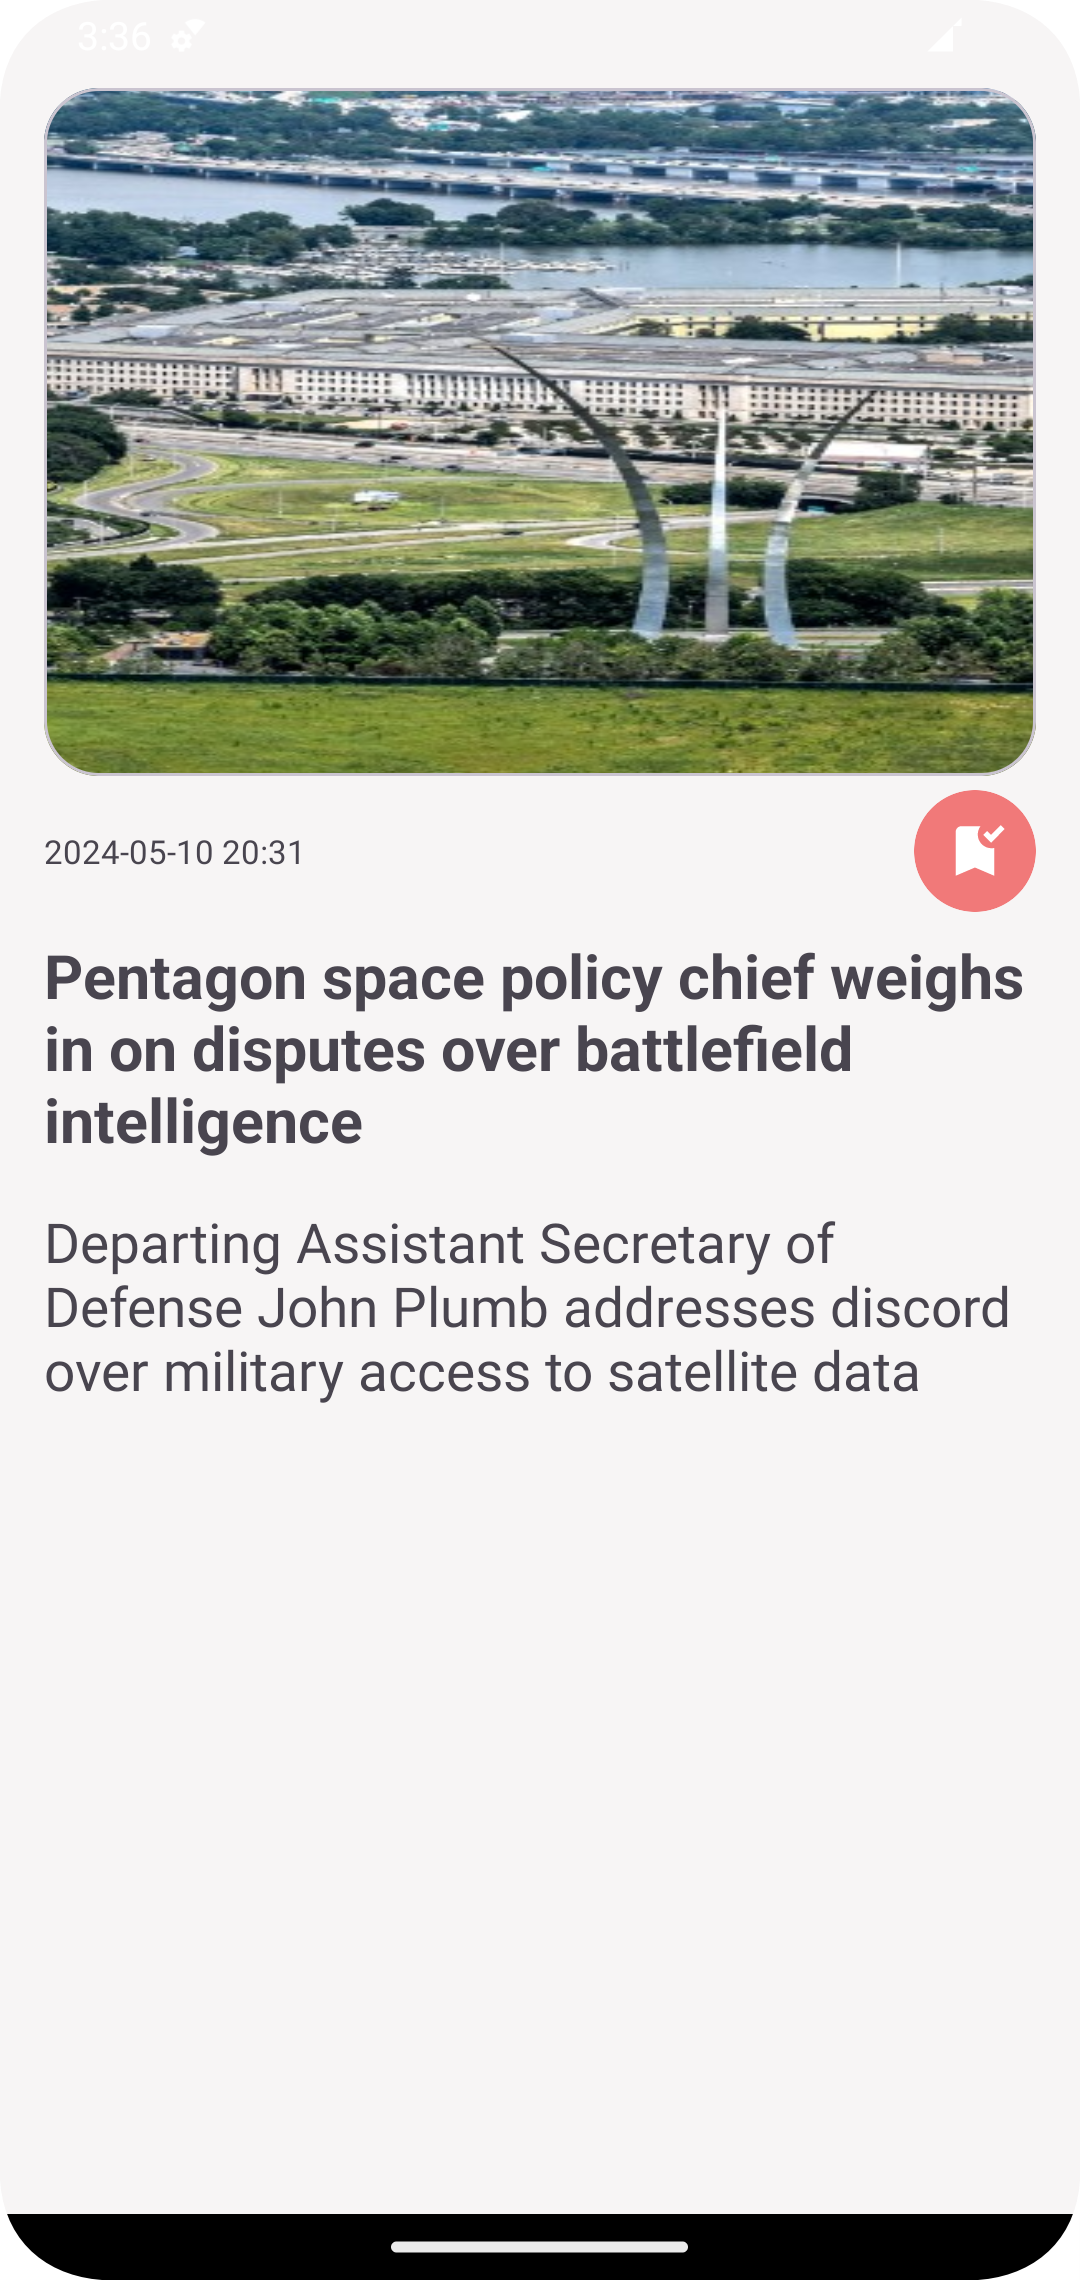 3:36
2024-05-10 20:31
Pentagon space policy chief weighs
in on disputes over battlefield
intelligence
Departing Assistant Secretary of
Defense John Plumb addresses discord
over military access to satellite data